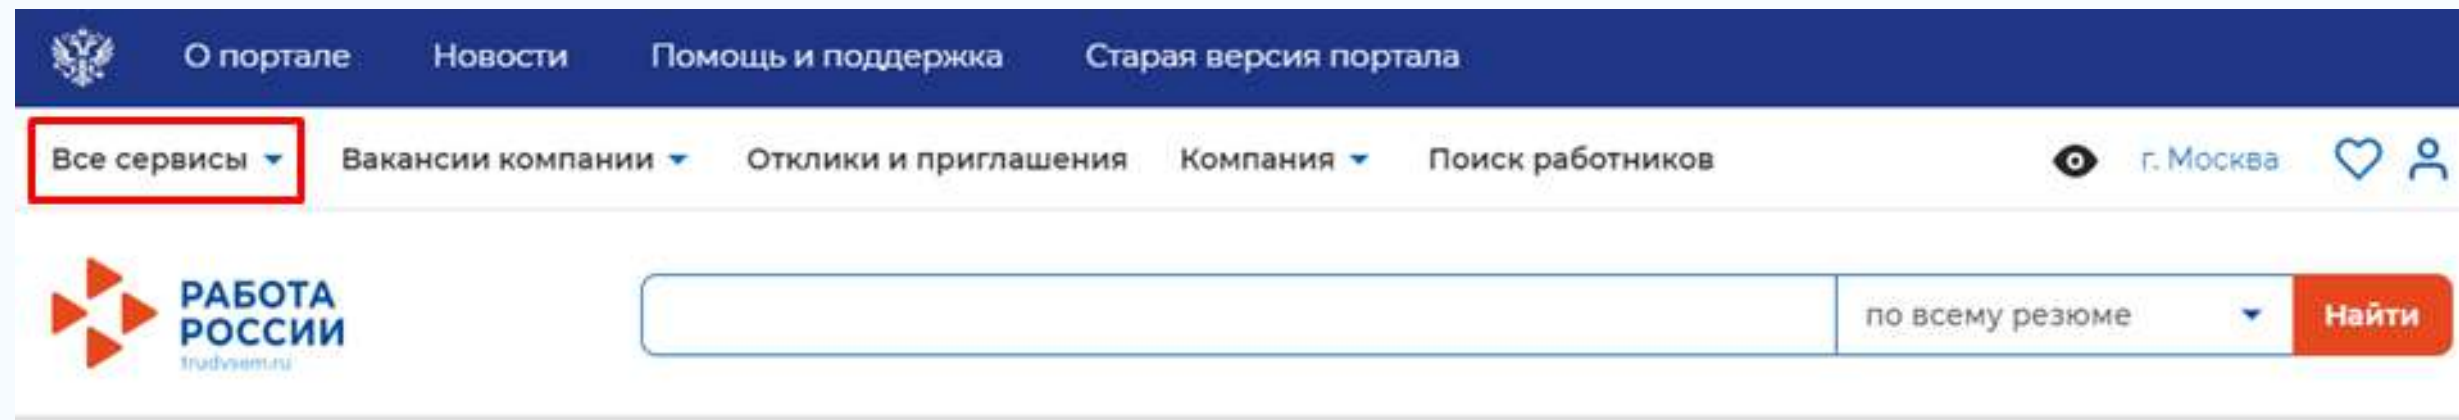 О портале Новости Помощь и поддержка Старая версия портала
Все сервисы Вакансии компании Отклики и приглашения Компания Поиск работников г. Москва
РАБОТА
РОССИИ
trudvsem.ru
по всему резюме Найти